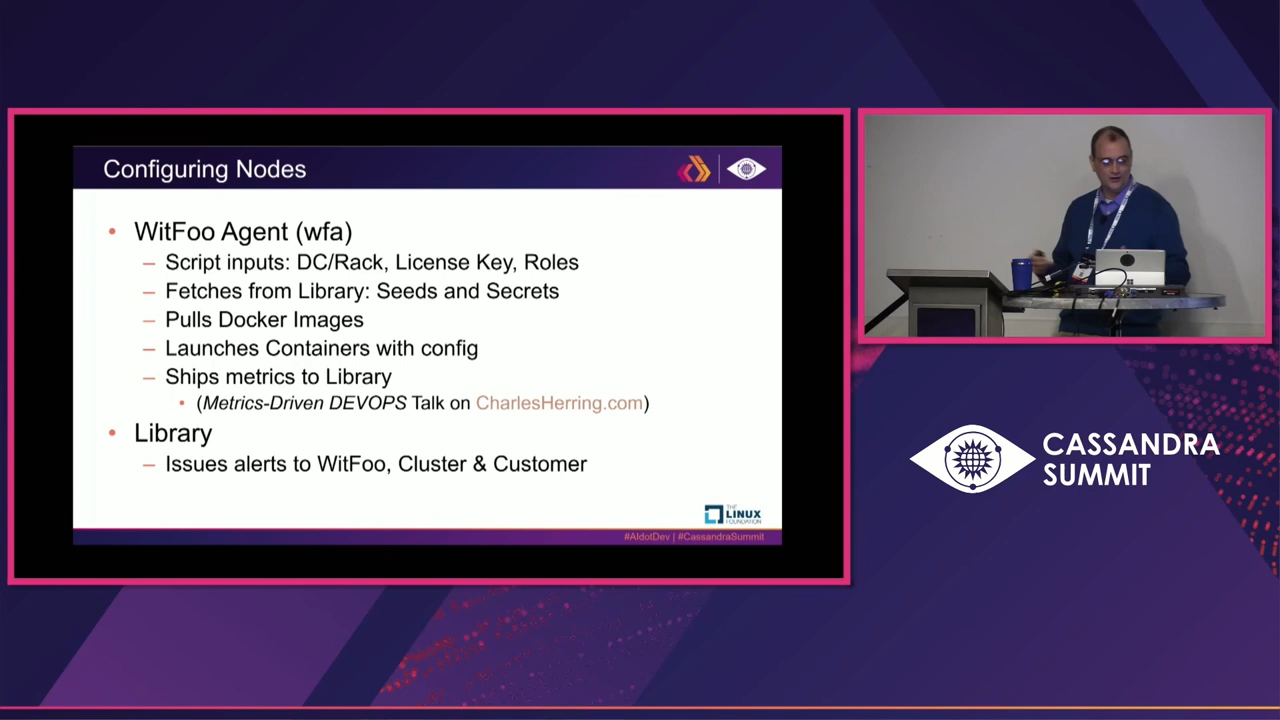 Configuring Nodes
• WitFoo Agent (wfa)
– Script inputs: DC/Rack, License Key, Roles
– Fetches from Library: Seeds and Secrets
– Pulls Docker Images
– Launches Containers with config
– Ships metrics to Library
• (Metrics-Driven DEVOPS Talk on CharlesHerring.com)
• Library
– Issues alerts to WitFoo, Cluster & Customer
THE
LINUX
FOUNDATION
#AIdotDev | #CassandraSummit
CASSANDRA
SUMMIT